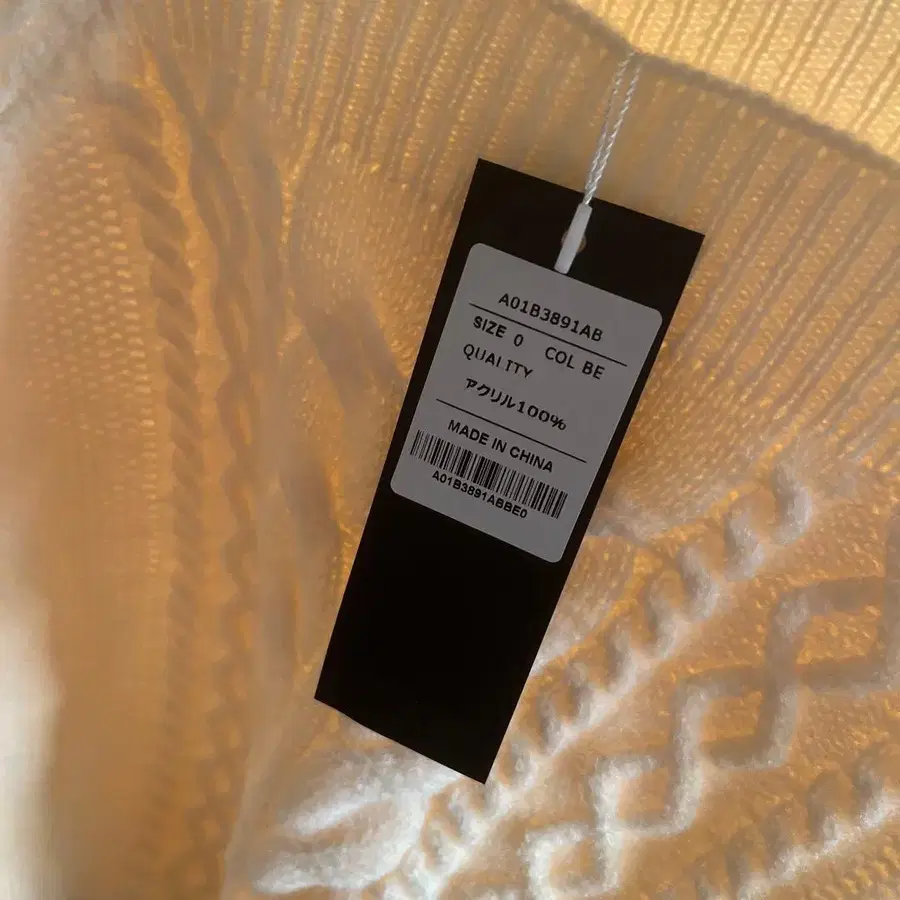 A01B3891AB
SIZE 0 COL BE
QUALITY
アクリル100%
MADE IN CHINA
A01B3891ABBE0